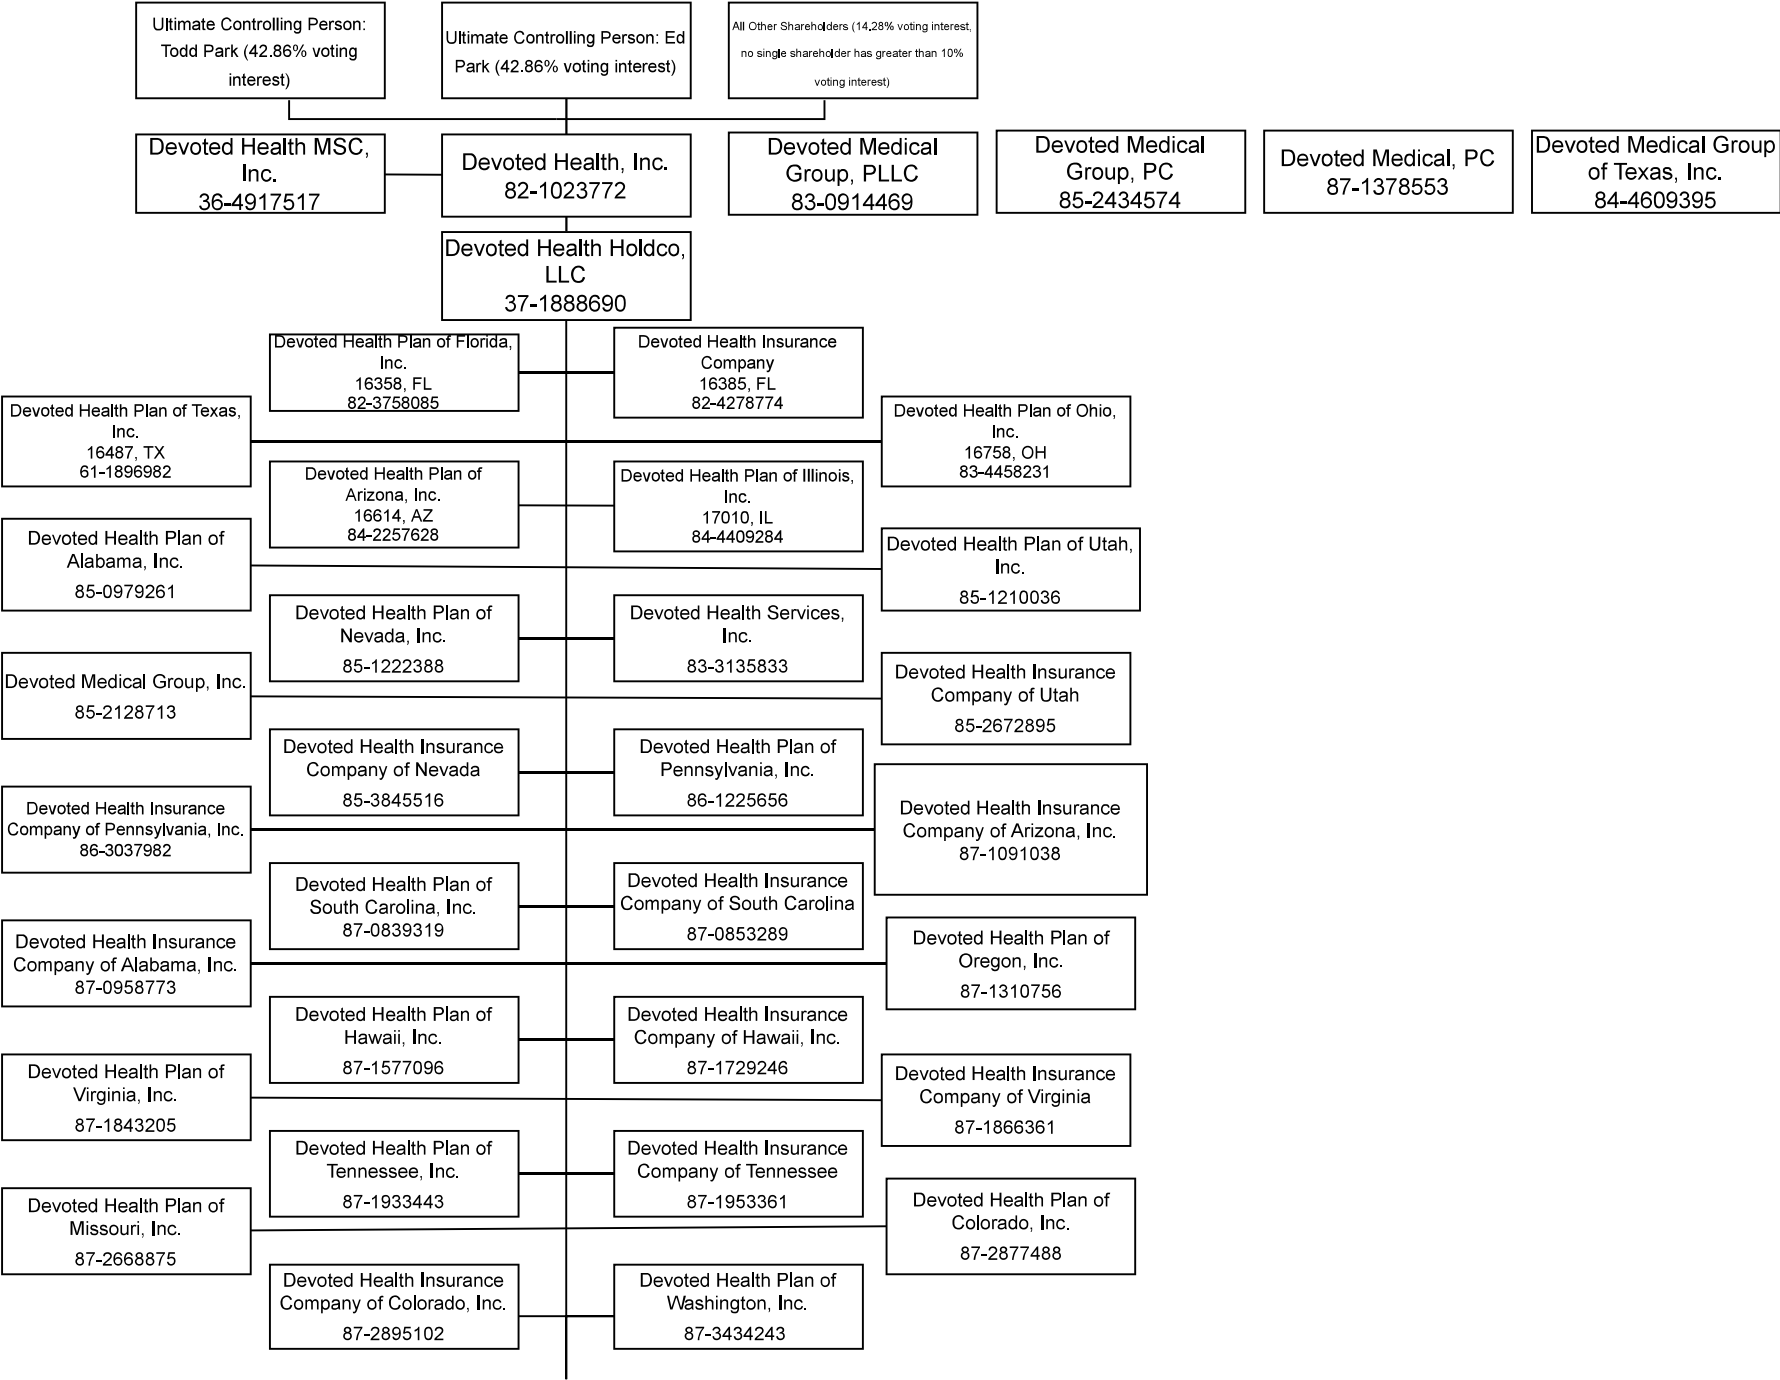 Ultimate Controlling Person:
Todd Park (42.86% voting
interest)
Ultimate Controlling Person: Ed
Park (42.86% voting interest)
All Other Shareholders (14.28% voting interest,
no single shareholder has greater than 10%
voting interest)
Devoted Health MSC,
Inc.
36-4917517
Devoted Health, Inc.
82-1023772
Devoted Medical
Group, PLLC
83-0914469
Devoted Medical
Group, PC
85-2434574
Devoted Medical, PC
87-1378553
Devoted Medical Group
of Texas, Inc.
84-4609395
Devoted Health Holdco,
LLC
37-1888690
Devoted Health Plan of Florida,
Inc.
16358, FL
82-3758085
Devoted Health Insurance
Company
16385, FL
82-4278774
Devoted Health Plan of Texas,
Inc.
16487, TX
61-1896982
Devoted Health Plan of Ohio,
Inc.
16758, OH
83-4458231
Devoted Health Plan of
Arizona, Inc.
16614, AZ
84-2257628
Devoted Health Plan of Illinois,
Inc.
17010, IL
84-4409284
Devoted Health Plan of
Alabama, Inc.
85-0979261
Devoted Health Plan of Utah,
Inc.
85-1210036
Devoted Health Plan of
Nevada, Inc.
85-1222388
Devoted Health Services,
Inc.
83-3135833
Devoted Medical Group, Inc.
85-2128713
Devoted Health Insurance
Company of Utah
85-2672895
Devoted Health Insurance
Company of Nevada
85-3845516
Devoted Health Plan of
Pennsylvania, Inc.
86-1225656
Devoted Health Insurance
Company of Pennsylvania, Inc.
86-3037982
Devoted Health Insurance
Company of Arizona, Inc.
87-1091038
Devoted Health Plan of
South Carolina, Inc.
87-0839319
Devoted Health Insurance
Company of South Carolina
87-0853289
Devoted Health Insurance
Company of Alabama, Inc.
87-0958773
Devoted Health Plan of
Oregon, Inc.
87-1310756
Devoted Health Plan of
Hawaii, Inc.
87-1577096
Devoted Health Insurance
Company of Hawaii, Inc.
87-1729246
Devoted Health Plan of
Virginia, Inc.
87-1843205
Devoted Health Insurance
Company of Virginia
87-1866361
Devoted Health Plan of
Tennessee, Inc.
87-1933443
Devoted Health Insurance
Company of Tennessee
87-1953361
Devoted Health Plan of
Missouri, Inc.
87-2668875
Devoted Health Plan of
Colorado, Inc.
87-2877488
Devoted Health Insurance
Company of Colorado, Inc.
87-2895102
Devoted Health Plan of
Washington, Inc.
87-3434243